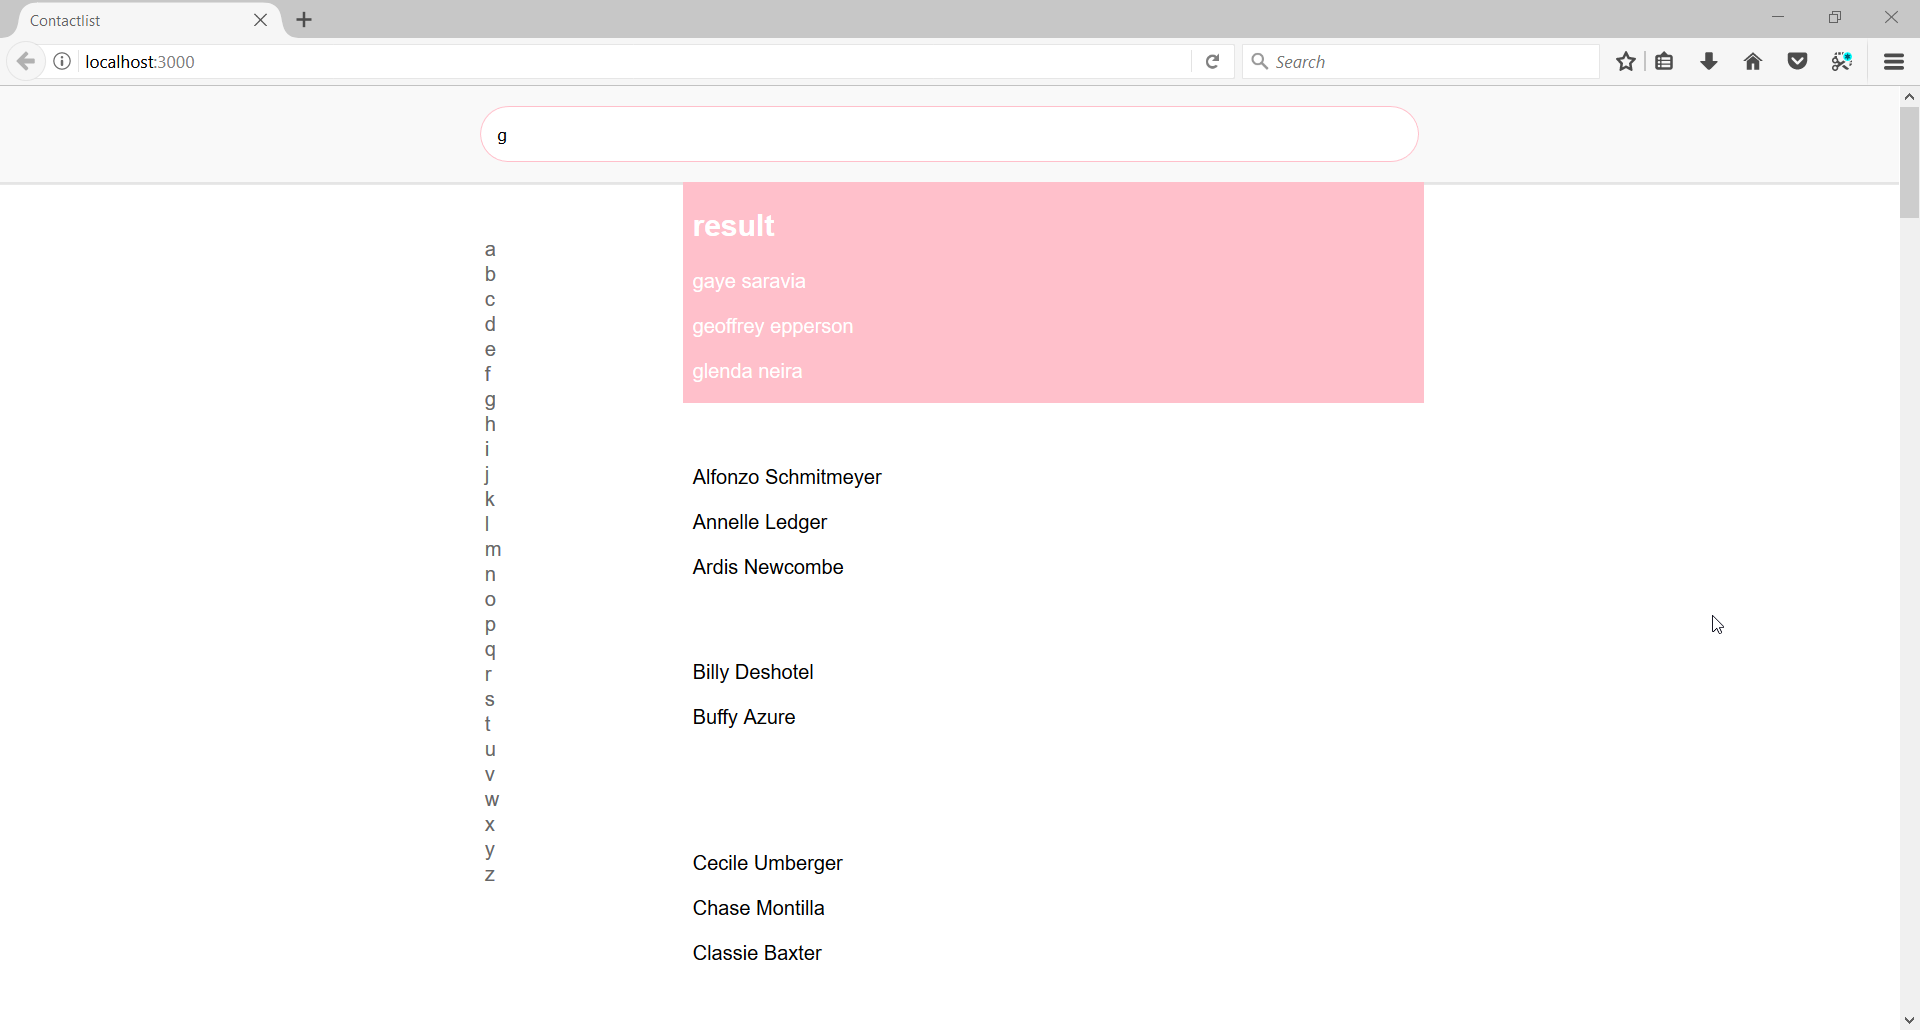 Contactlist
localhost:3000
Search
g
result
gaye saravia
geoffrey epperson
glenda neira
a
b
c
d
e
f
g
h
i
j
k
l
m
n
o
p
q
r
s
t
u
v
w
x
y
z
Alfonzo Schmitmeyer
Annelle Ledger
Ardis Newcombe
Billy Deshotel
Buffy Azure
Cecile Umberger
Chase Montilla
Classie Baxter